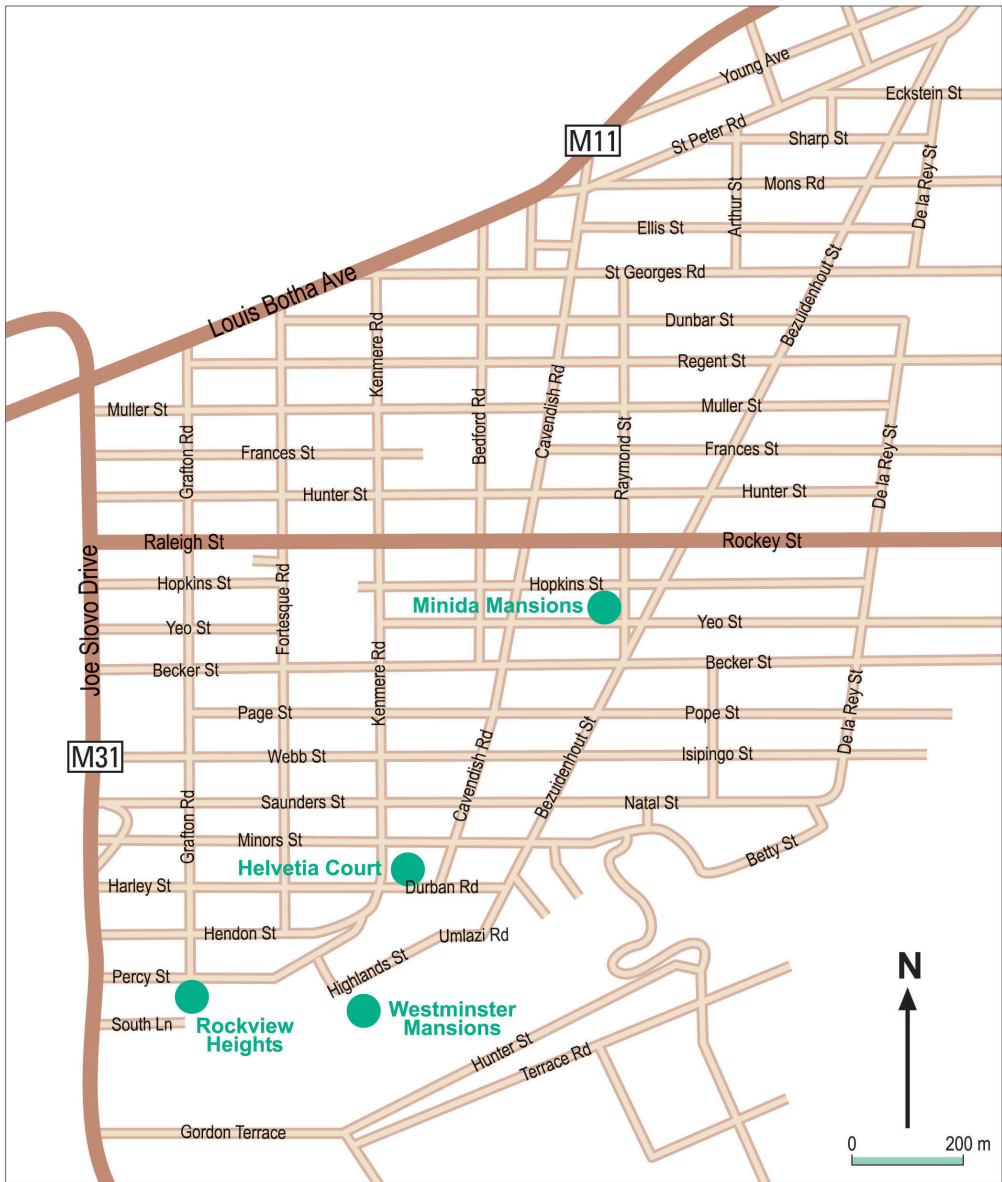 Young Ave
Eckstein St
M11
St Peter Rd
Sharp St
De la Rey St
Mons Rd
Arthur St
Ellis St
St Georges Rd
Louis Botha Ave
Bezuidenhout St
Dunbar St
Kenmere Rd
Regent St
Cavendish Rd
Bedford Rd
Muller St
Muller St
Grafton Rd
Raymond St
De la Rey St
Frances St
Frances St
Hunter St
Hunter St
Raleigh St
Rockey St
Joe Slovo Drive
Hopkins St
Fortesque Rd
Hopkins St
Minida Mansions
Yeo St
Yeo St
Becker St
Becker St
Kenmere Rd
De la Rey St
Page St
Pope St
M31
Webb St
Isipingo St
Cavendish Rd
Bezuidenhout St
Grafton Rd
Saunders St
Natal St
Minors St
Betty St
Helvetia Court
Harley St
Durban Rd
Hendon St
Umlazi Rd
Percy St
Highlands St
N
Westminster
Mansions
South Ln
Rockview
Heights
Hunter St
Terrace Rd
Gordon Terrace
0 200 m